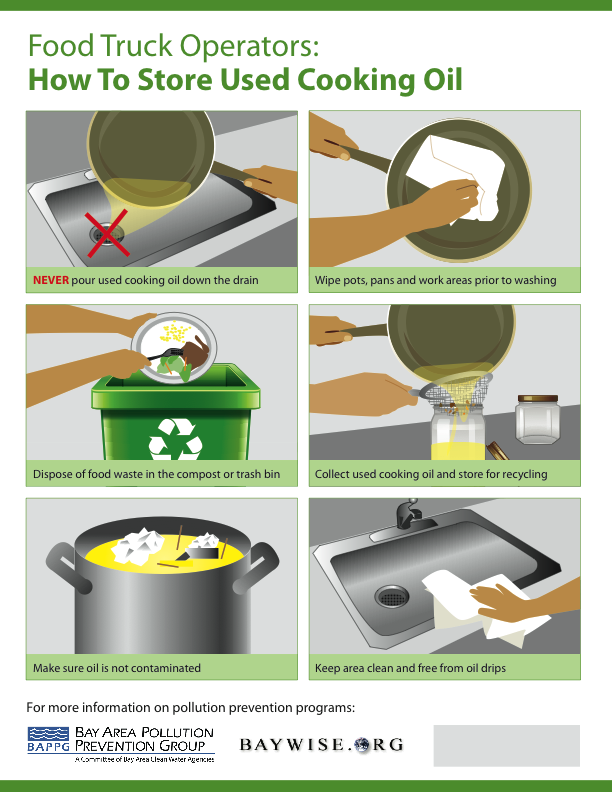 Food Truck Operators:
How To Store Used Cooking Oil
NEVER pour used cooking oil down the drain
Wipe pots, pans and work areas prior to washing
Dispose of food waste in the compost or trash bin
Collect used cooking oil and store for recycling
Make sure oil is not contaminated
Keep area clean and free from oil drips
For more information on pollution prevention programs:
BAPPG
BAY AREA POLLUTION
PREVENTION GROUP
A Committee of Bay Area Clean Water Agencies
BAYWISE.ORG